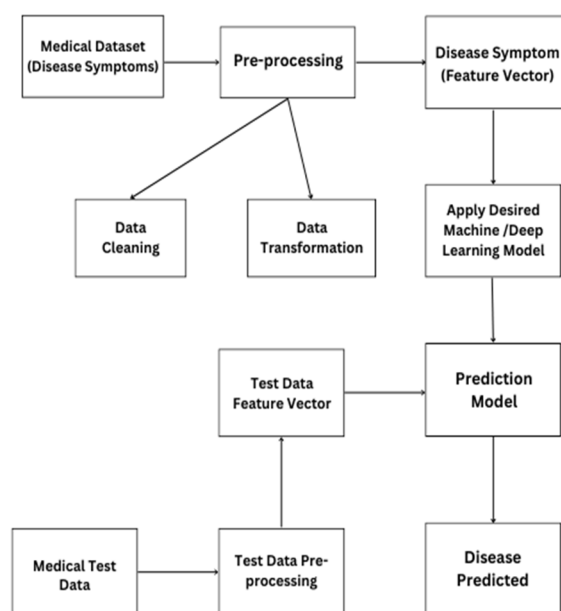 Medical Dataset
(Disease Symptoms)
Pre-processing
Disease Symptom
(Feature Vector)
Data
Cleaning
Data
Transformation
Apply Desired
Machine /Deep
Learning Model
Test Data
Feature Vector
Prediction
Model
Medical Test
Data
Test Data Pre-
processing
Disease
Predicted